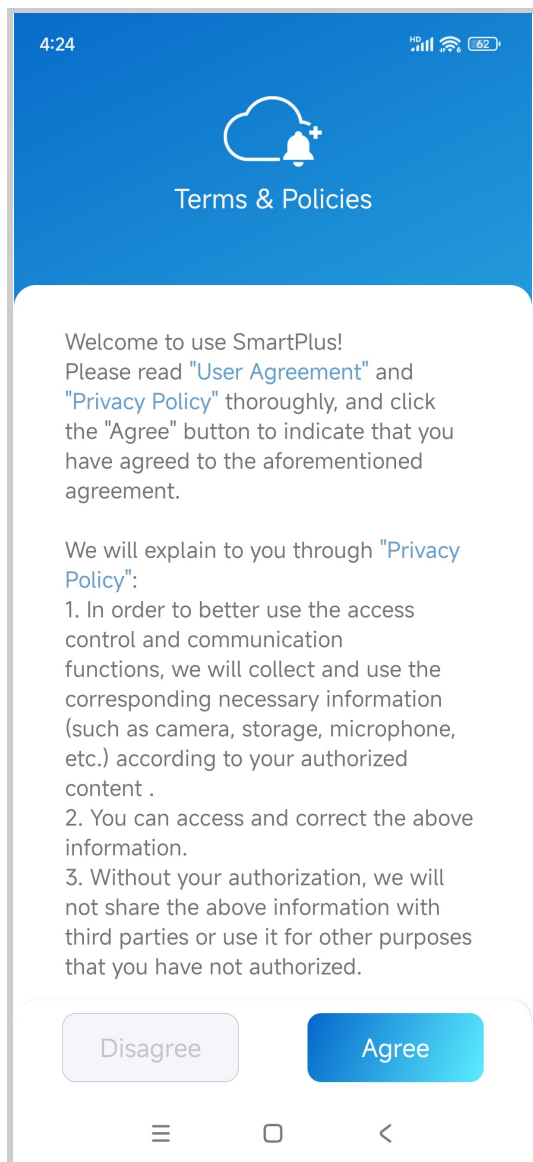 4:24
HD
6
62
Terms & Policies
Welcome to use SmartPlus!
Please read "User Agreement" and
"Privacy Policy" thoroughly, and click
the "Agree" button to indicate that you
have agreed to the aforementioned
agreement.
We will explain to you through "Privacy
Policy":
1. In order to better use the access
control and communication
functions, we will collect and use the
corresponding necessary information
(such as camera, storage, microphone,
etc.) according to your authorized
content .
2. You can access and correct the above
information.
3. Without your authorization, we will
not share the above information with
third parties or use it for other purposes
that you have not authorized.
Disagree
Agree